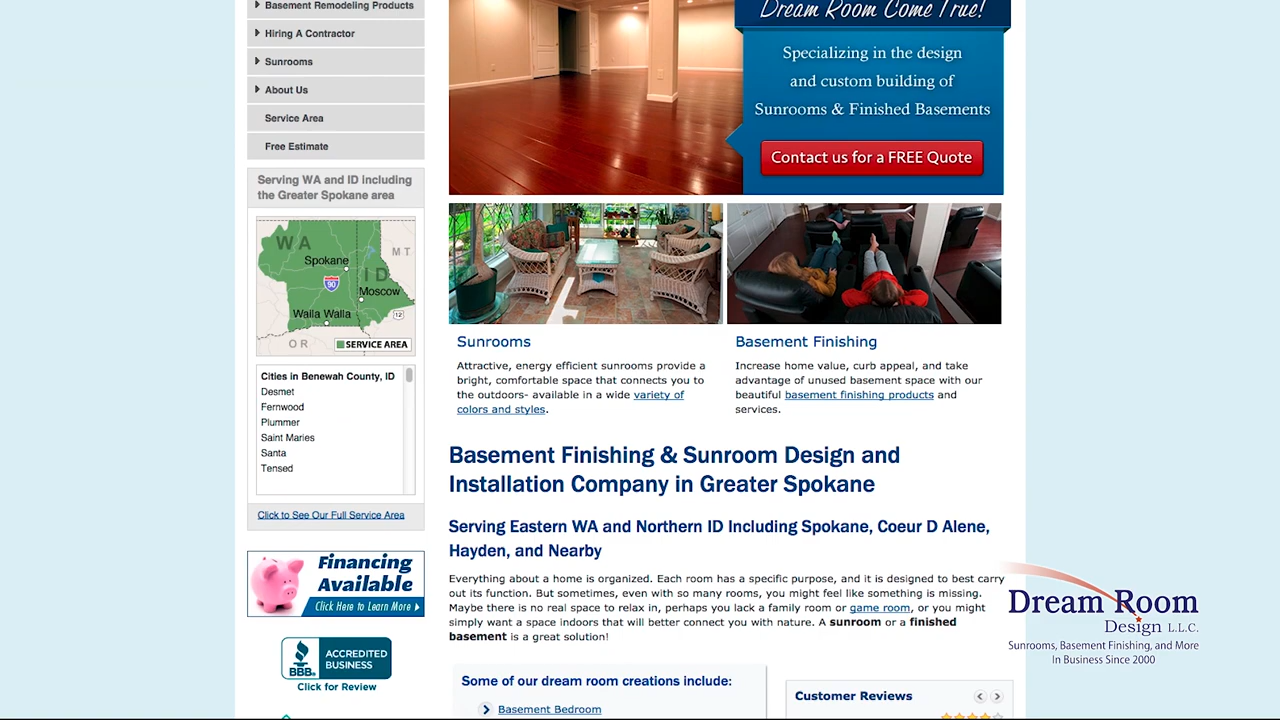 Basement Remodeling Products
Hiring A Contractor
Sunrooms
About Us
Service Area
Free Estimate
Serving WA and ID including
the Greater Spokane area
WA
MT
Spokane
ID
90
Moscow
Walla Walla
12
OR
SERVICE AREA
Cities in Benewah County, ID
Desmet
Fernwood
Plummer
Saint Maries
Santa
Tensed
Click to See Our Full Service Area
Financing
Available
Click Here to Learn More
BBB.
ACCREDITED
BUSINESS
Click for Review
Dream Room Come True!
Specializing in the design
and custom building of
Sunrooms & Finished Basements
Contact us for a FREE Quote
Sunrooms
Attractive, energy efficient sunrooms provide a
bright, comfortable space that connects you to
the outdoors- available in a wide variety of
colors and styles.
Basement Finishing
Increase home value, curb appeal, and take
advantage of unused basement space with our
beautiful basement finishing products and
services.
Basement Finishing & Sunroom Design and
Installation Company in Greater Spokane
Serving Eastern WA and Northern ID Including Spokane, Coeur D Alene,
Hayden, and Nearby
Everything about a home is organized. Each room has a specific purpose, and it is designed to best carry
out its function. But sometimes, even with so many rooms, you might feel like something is missing.
Maybe there is no real space to relax in, perhaps you lack a family room or game room, or you might
simply want a space indoors that will better connect you with nature. A sunroom or a finished
basement is a great solution!
Some of our dream room creations include:
Basement Bedroom
Customer Reviews
Dream Room
Design L.L.C.
Sunrooms, Basement Finishing, and More
In Business Since 2000